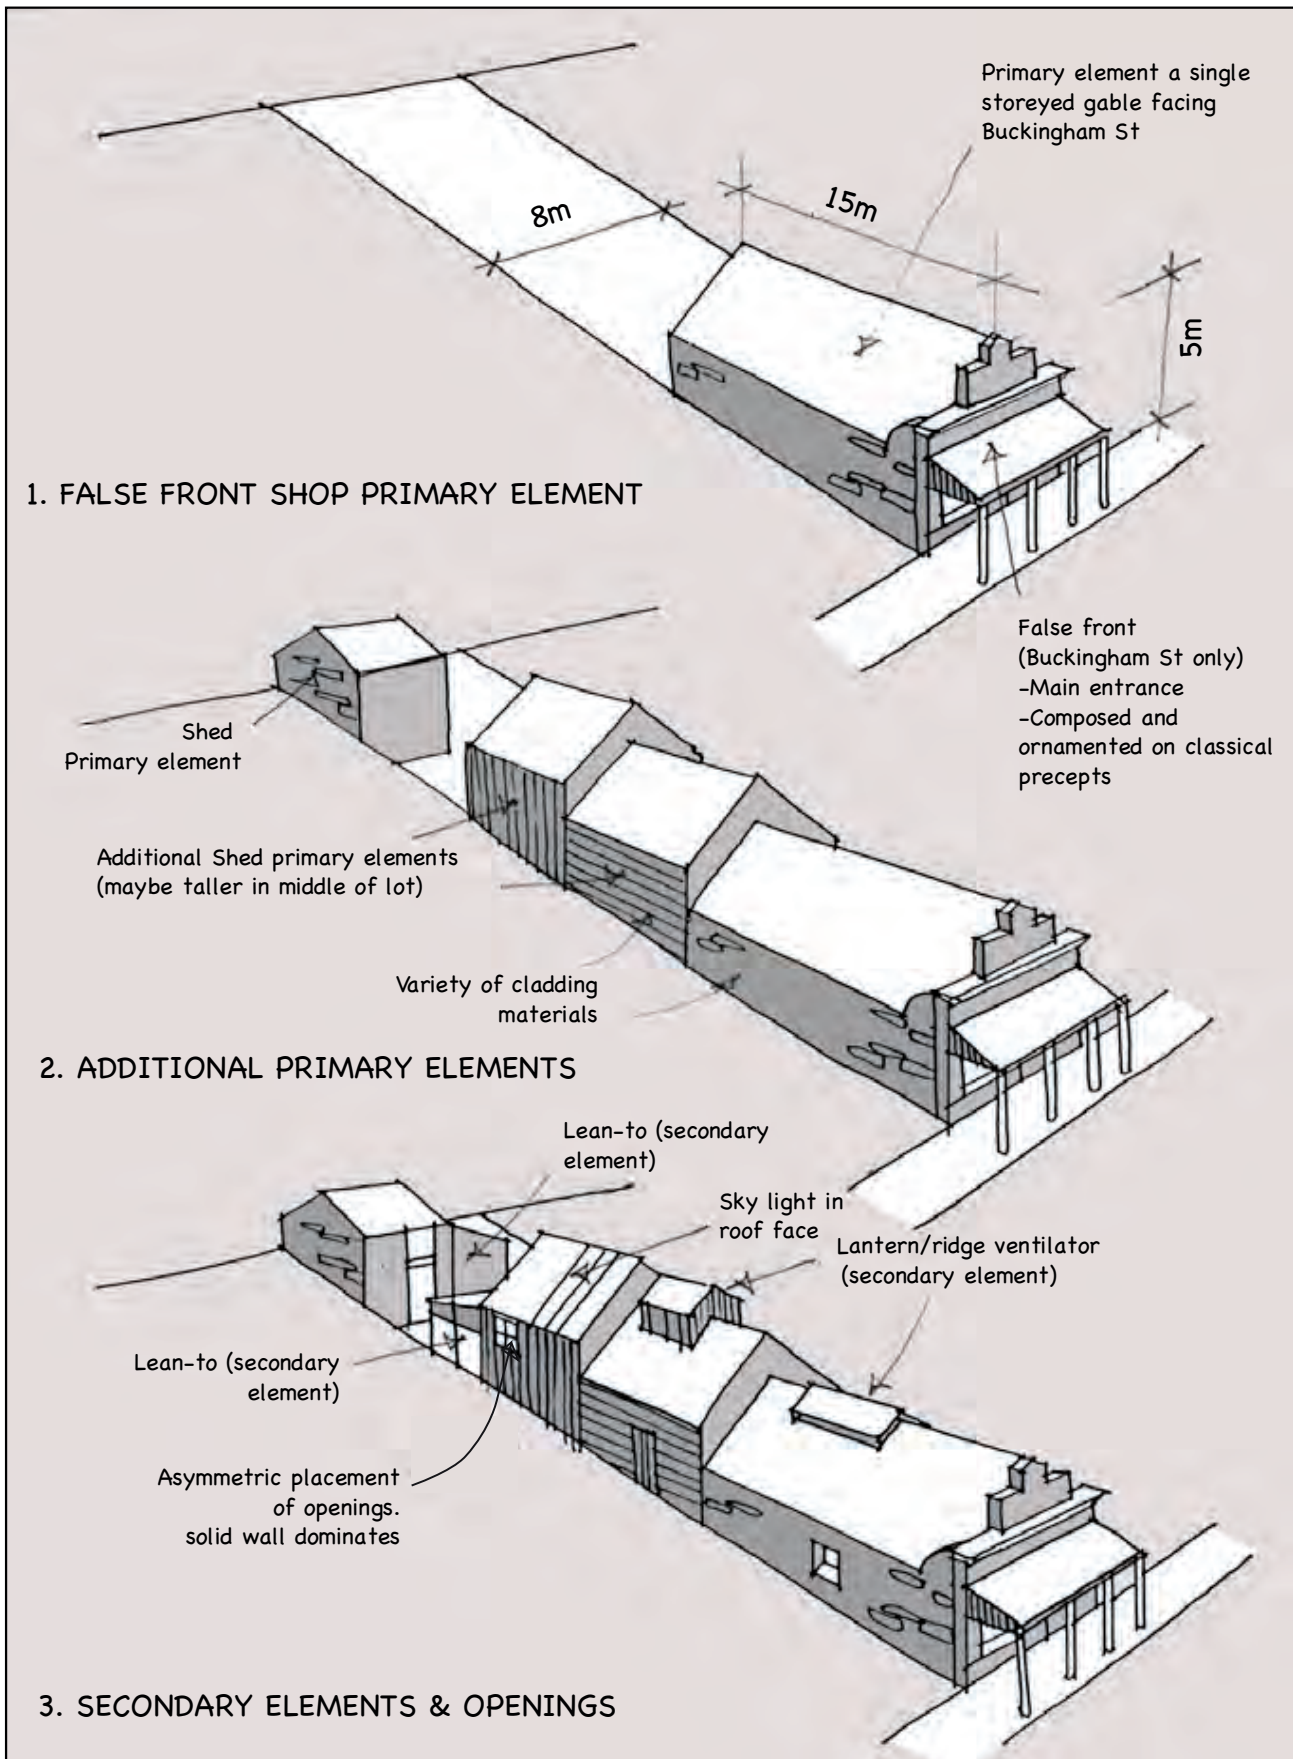 Primary element a single
storeyed gable facing
Buckingham St
15m
8m
5m
1. FALSE FRONT SHOP PRIMARY ELEMENT
False front
(Buckingham St only)
-Main entrance
-Composed and
ornamented on classical
precepts
Shed
Primary element
Additional Shed primary elements
(maybe taller in middle of lot)
Variety of cladding
materials
2. ADDITIONAL PRIMARY ELEMENTS
Lean-to (secondary
element)
Sky light in
roof face
Lantern/ridge ventilator
(secondary element)
Lean-to (secondary
element)
Asymmetric placement
of openings.
solid wall dominates
3. SECONDARY ELEMENTS & OPENINGS